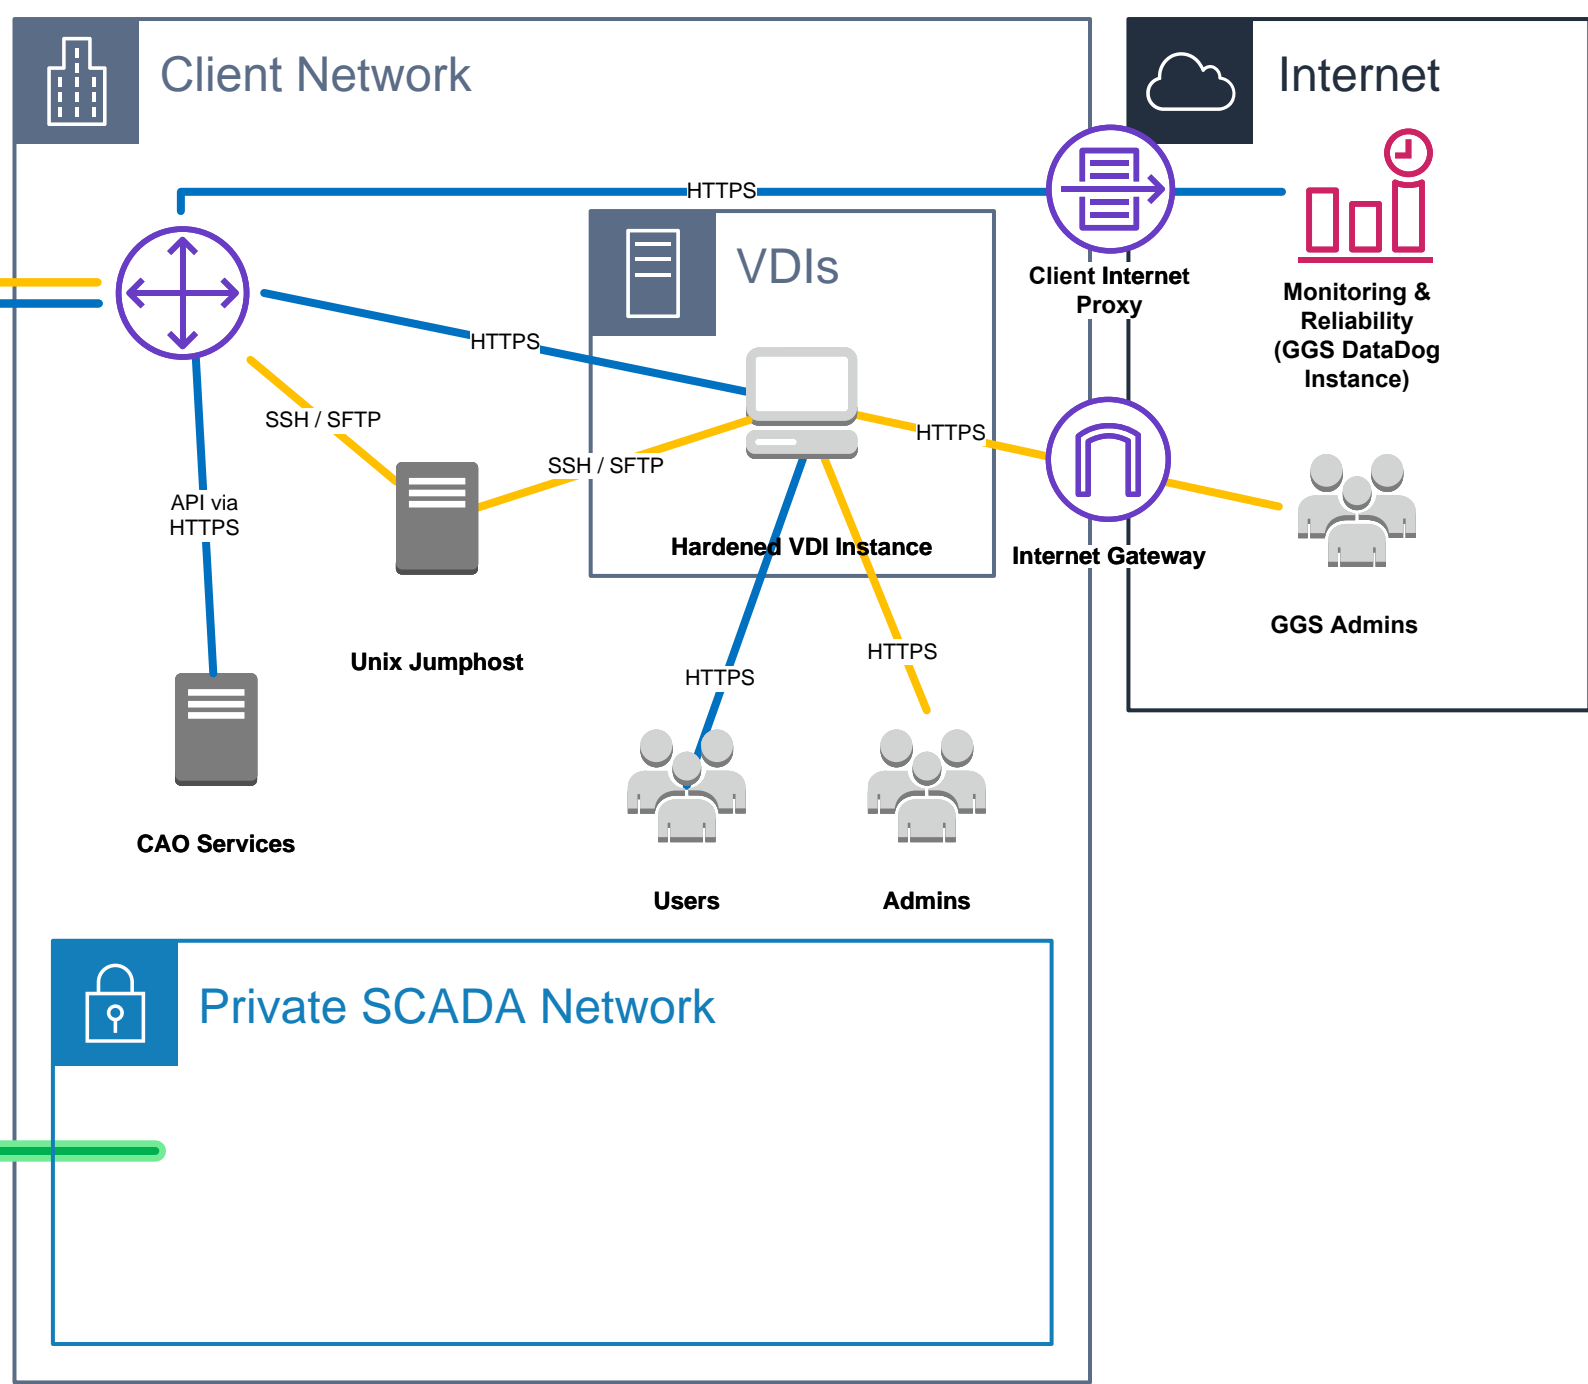 Client Network
Internet
HTTPS
VDIs
Client Internet
Proxy
Monitoring &
Reliability
(GGS DataDog
Instance)
HTTPS
SSH / SFTP
HTTPS
SSH / SFTP
API via
HTTPS
Hardened VDI Instance
Internet Gateway
GGS Admins
Unix Jumphost
HTTPS
HTTPS
CAO Services
Users
Admins
Private SCADA Network